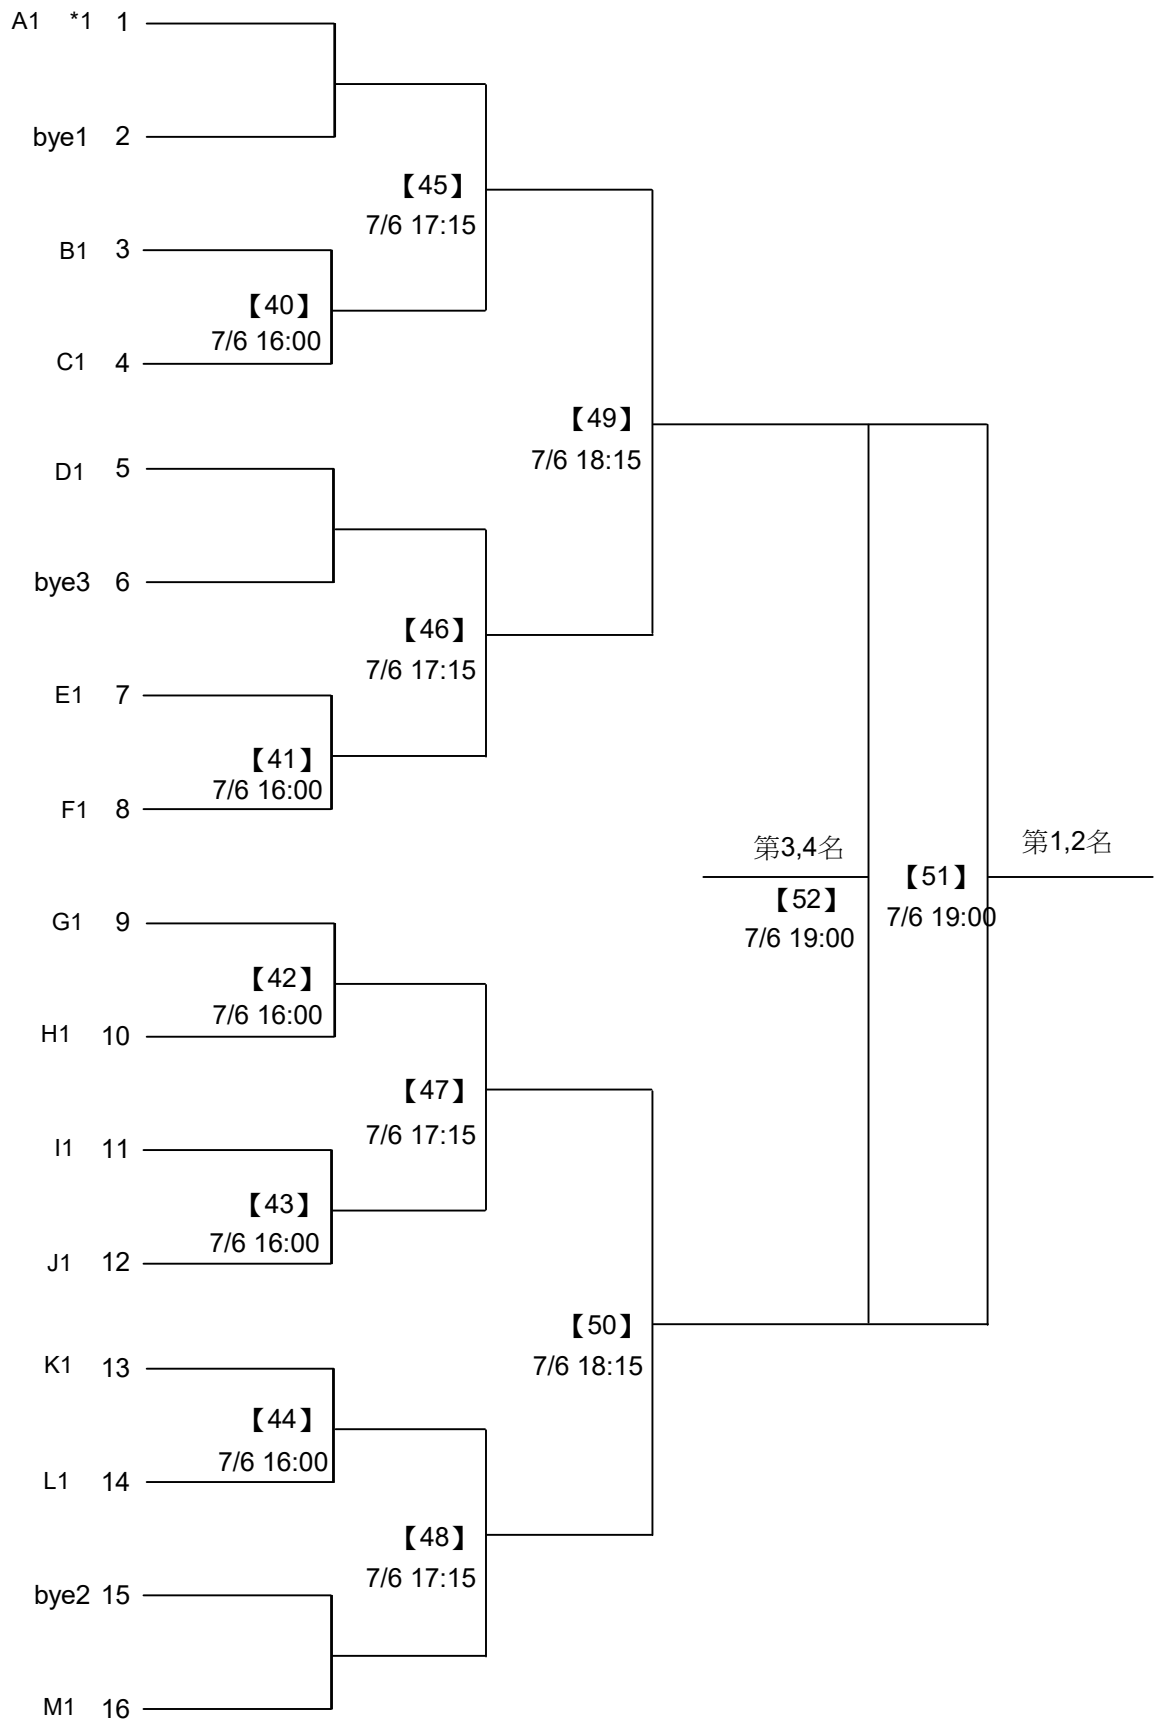 A1 *1 1
bye1 2
【45】
7/6 17:15
B1 3
【40】
7/6 16:00
C1 4
【49】
7/6 18:15
D1 5
bye3 6
【46】
7/6 17:15
E1 7
【41】
7/6 16:00
F1 8
第3,4名
第1,2名
【52】
7/6 19:00
【51】
7/6 19:00
G1 9
【42】
7/6 16:00
H1 10
【47】
7/6 17:15
I1 11
【43】
7/6 16:00
J1 12
【50】
7/6 18:15
K1 13
【44】
7/6 16:00
L1 14
【48】
7/6 17:15
bye2 15
M1 16